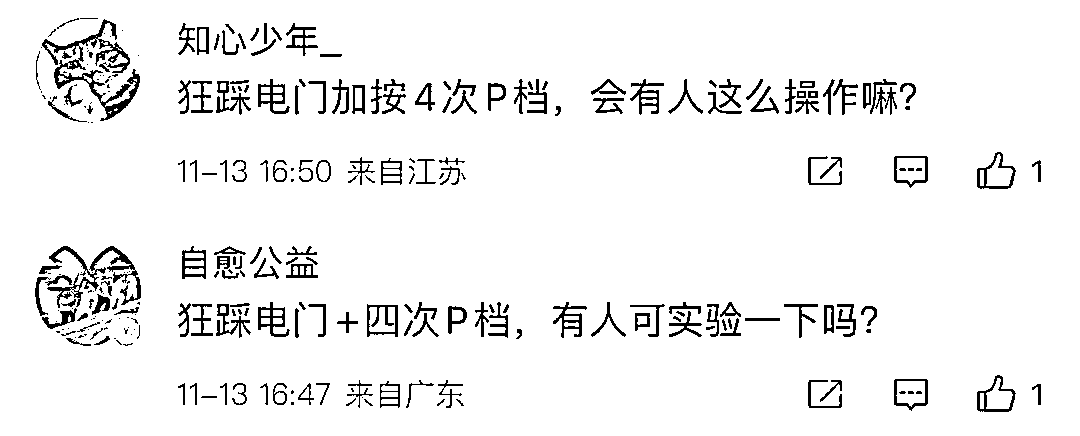 知心少年_
狂踩电门加按4次P档，会有人这么操作嘛？
11-13 16:50 来自江苏
1
自愈公益
狂踩电门+四次P档，有人可实验一下吗？
11-13 16:47 来自广东
1